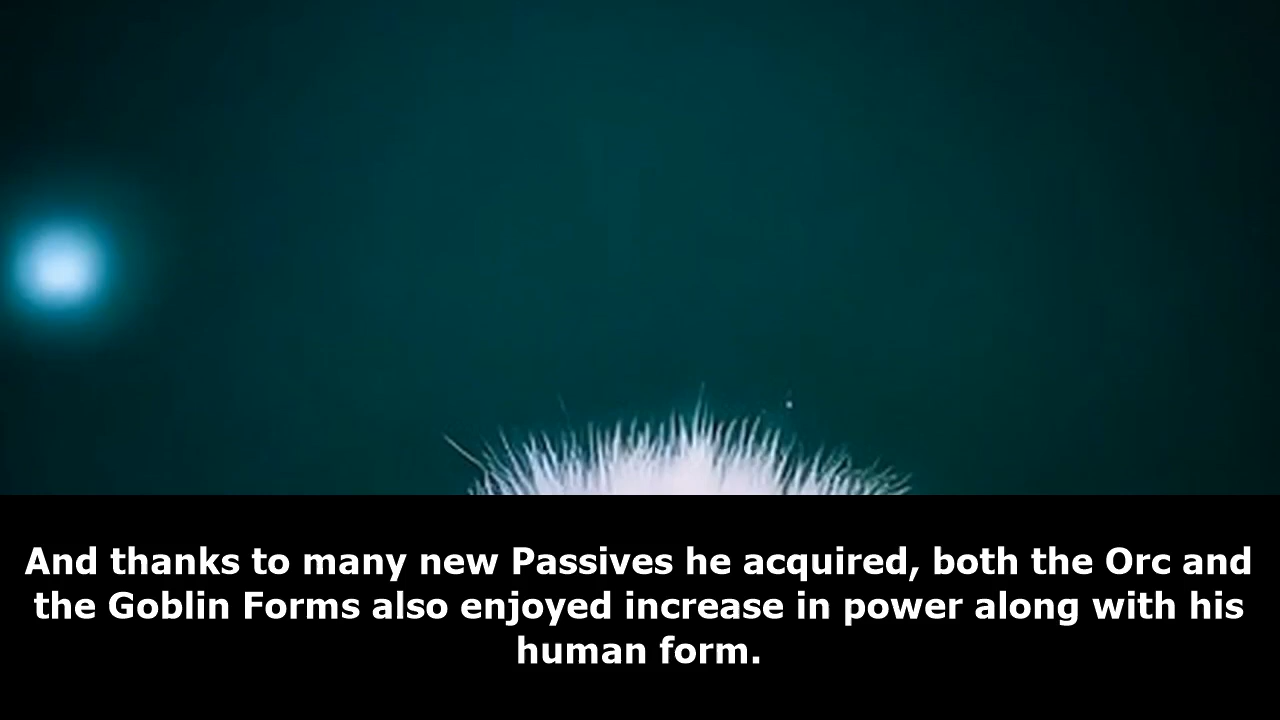 And thanks to many new Passives he acquired, both the Orc and
the Goblin Forms also enjoyed increase in power along with his
human form.